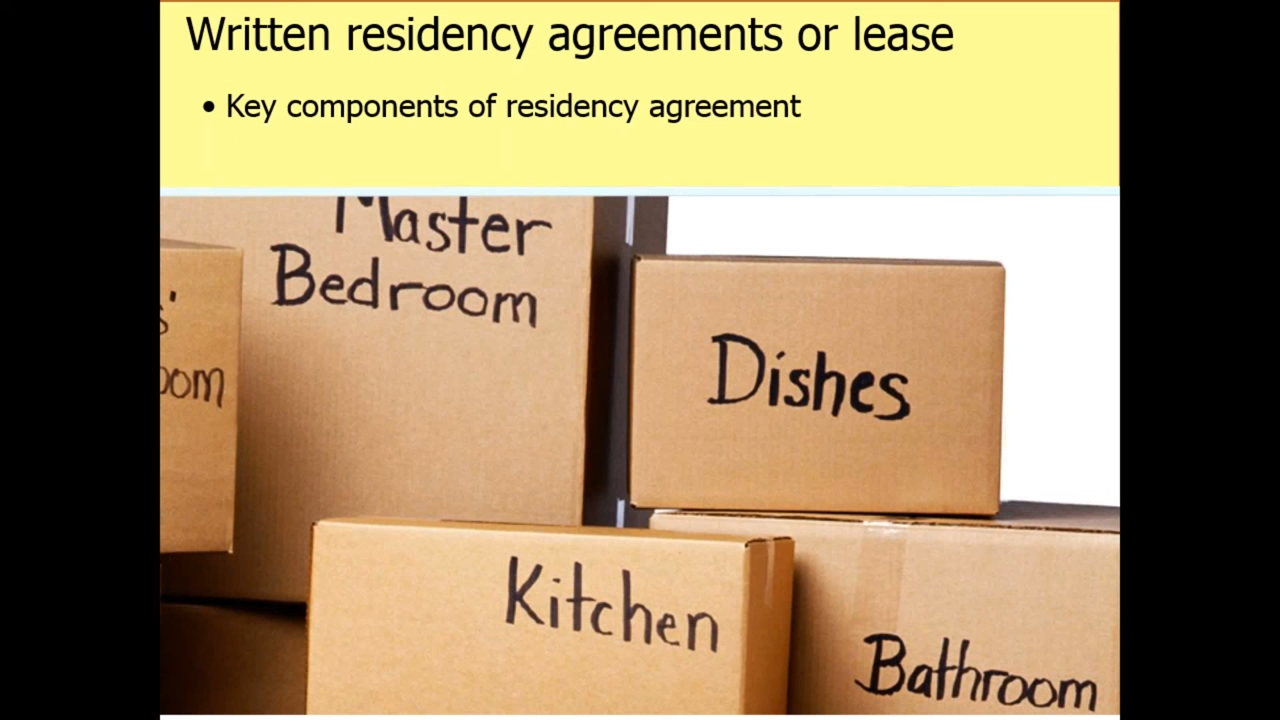 Written residency agreements or lease
• Key components of residency agreement
Master
Bedroom
Dishes
Kitchen
Bathroom